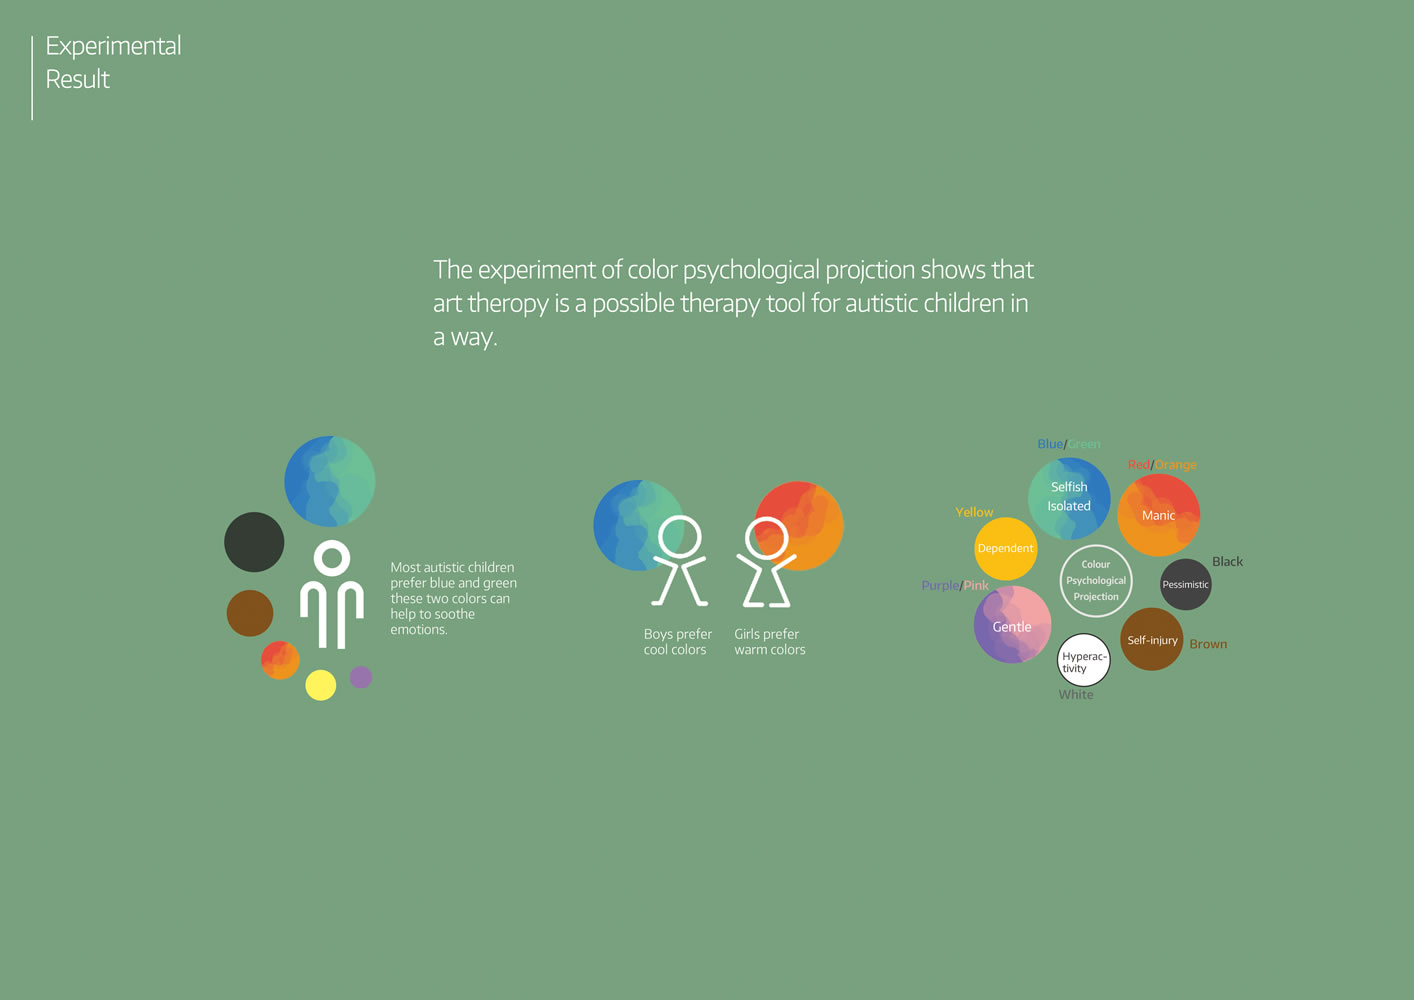 Experimental
Result
The experiment of color psychological projction shows that
art theropy is a possible therapy tool for autistic children in
a way.
Most autistic children
prefer blue and green
these two colors can
help to soothe
emotions.
Boys prefer
cool colors
Girls prefer
warm colors
Blue/Green
Selfish
Isolated
Red/Orange
Manic
Yellow
Dependent
Colour
Psychological
Projection
Black
Pessimistic
Purple/Pink
Gentle
Self-injury
Brown
Hyperac-
tivity
White